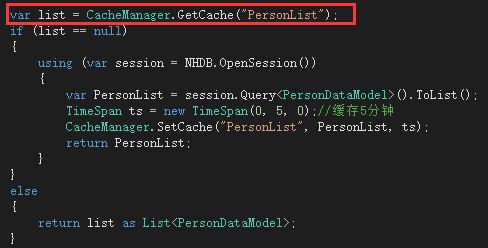 var list = CacheManager.GetCache("PersonList");
if (list == null)
{
using (var session = NHDB.OpenSession())
{
var PersonList = session.Query<PersonDataModel>().ToList();
TimeSpan ts = new TimeSpan(0, 5, 0);//缓存5分钟
CacheManager.SetCache("PersonList", PersonList, ts);
return PersonList;
}
}
else
{
return list as List<PersonDataModel>;
}